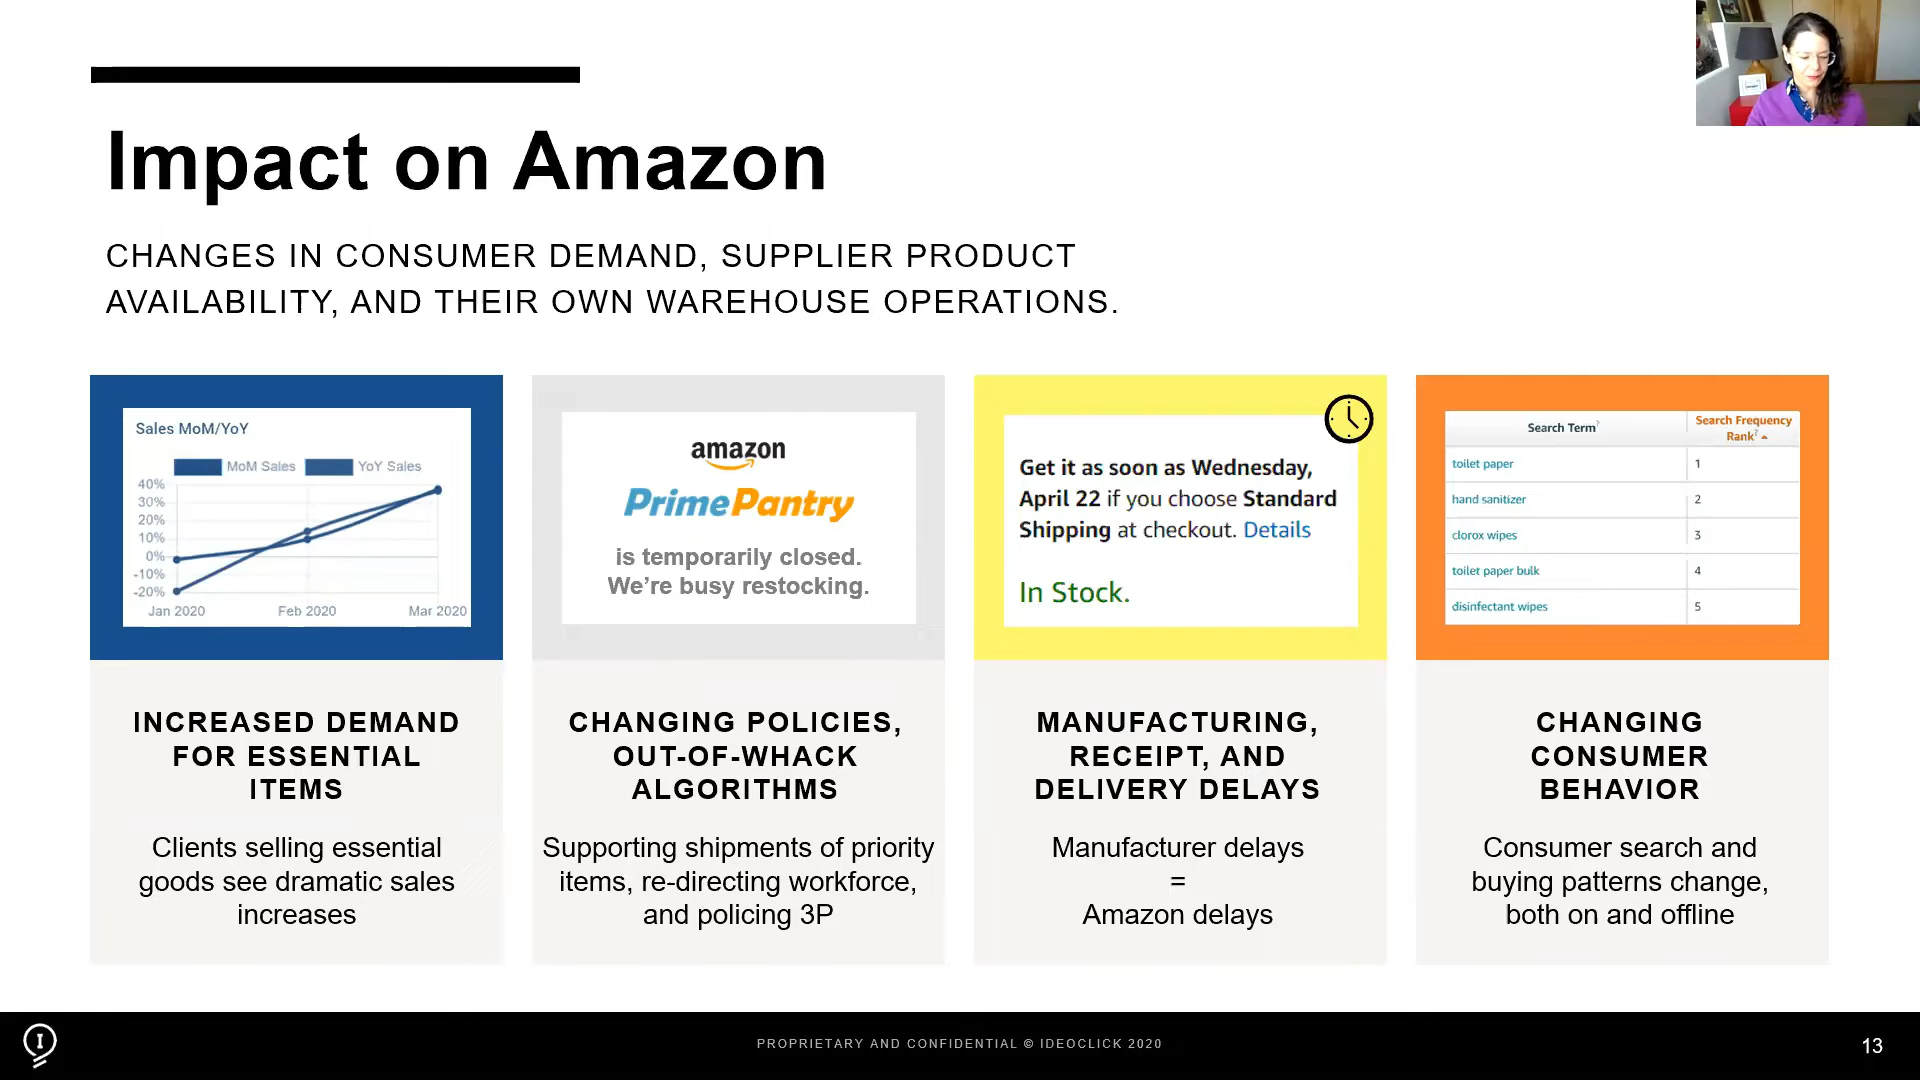 Impact on Amazon
CHANGES IN CONSUMER DEMAND, SUPPLIER PRODUCT
AVAILABILITY, AND THEIR OWN WAREHOUSE OPERATIONS.
Sales MoM/YoY
MoM Sales YoY Sales
40%
30%
20%
10%
0%
-10%
-20%
Jan 2020 Feb 2020 Mar 2020
INCREASED DEMAND
FOR ESSENTIAL
ITEMS
Clients selling essential
goods see dramatic sales
increases
amazon
PrimePantry
is temporarily closed.
We're busy restocking.
CHANGING POLICIES,
OUT-OF-WHACK
ALGORITHMS
Supporting shipments of priority
items, re-directing workforce,
and policing 3P
Get it as soon as Wednesday,
April 22 if you choose Standard
Shipping at checkout. Details
In Stock.
MANUFACTURING,
RECEIPT, AND
DELIVERY DELAYS
Manufacturer delays
=
Amazon delays
Search Term? Search Frequency
Rank?
toilet paper 1
hand sanitizer 2
clorox wipes 3
toilet paper bulk 4
disinfectant wipes 5
CHANGING
CONSUMER
BEHAVIOR
Consumer search and
buying patterns change,
both on and offline
I
PROPRIETARY AND CONFIDENTIAL © IDEOCLICK 2020
13